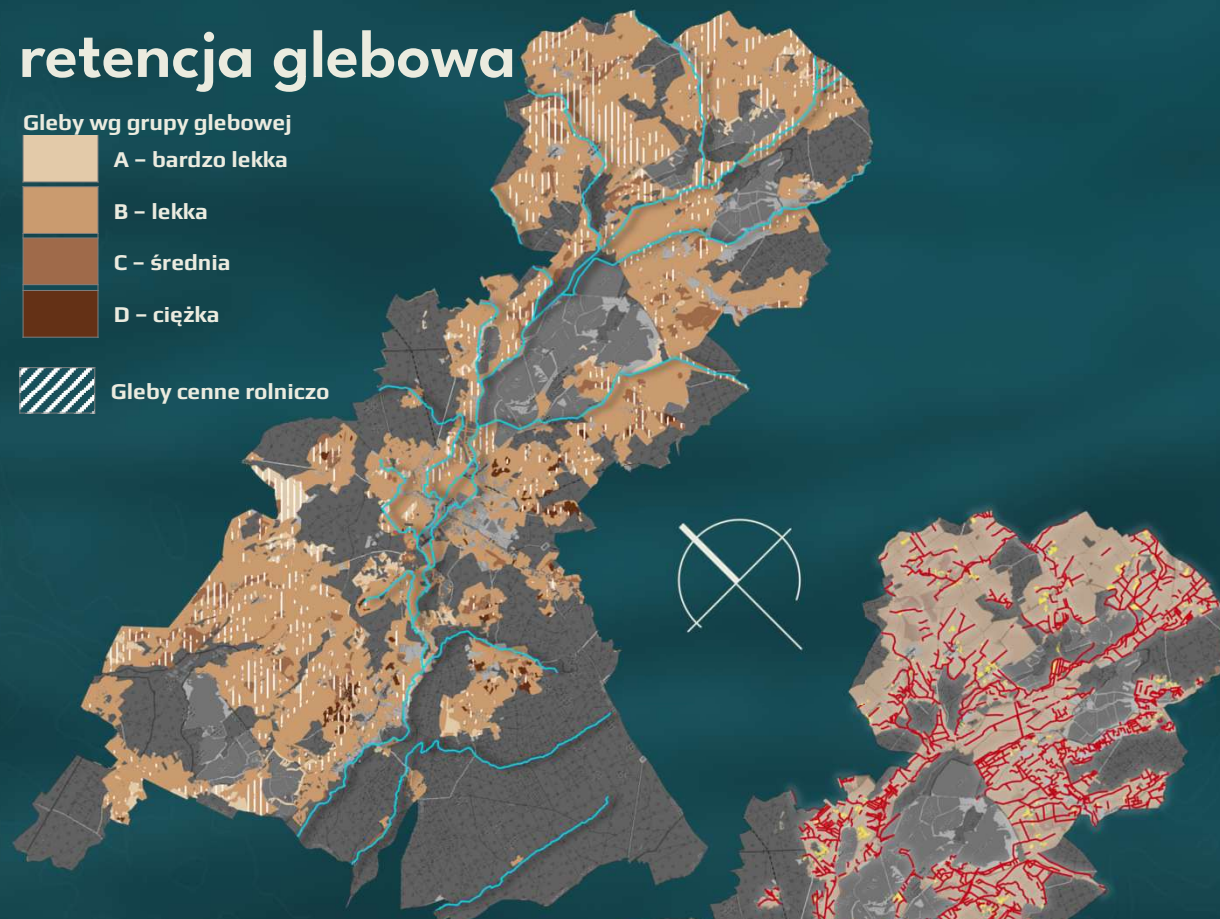 retencja glebowa
Gleby wg grupy glebowej
A – bardzo lekka
B – lekka
C – średnia
D – ciężka
Gleby cenne rolniczo